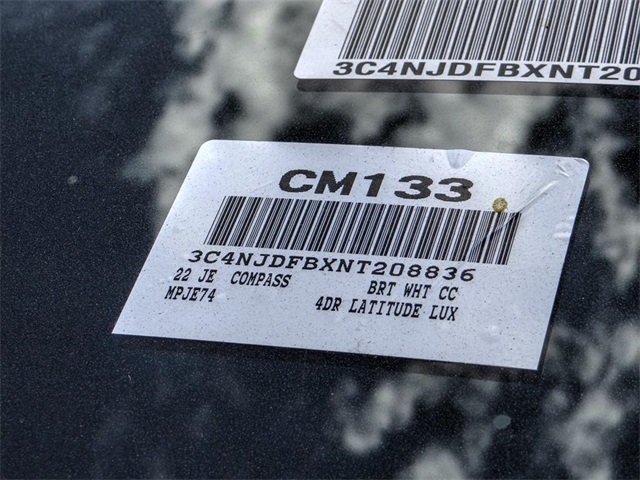 3C4NJDFBXNT20
CM133
3C4NJDFBXNT208836
22 JE COMPASS BRT WHT CC
MPJE74 4DR LATITUDE LUX